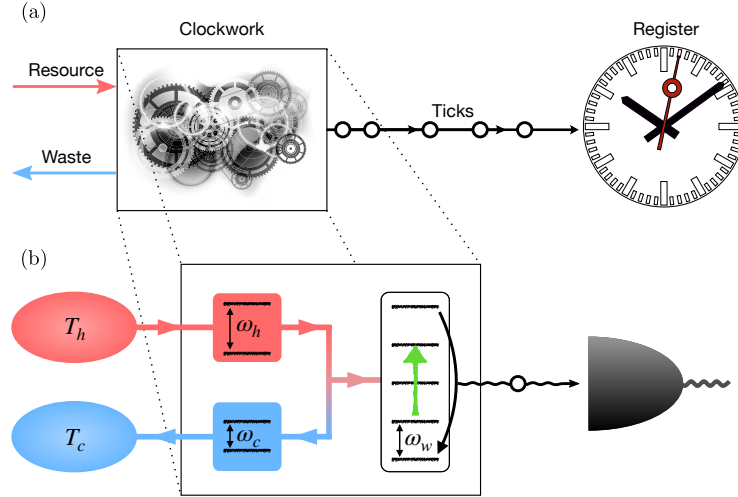 (a)
Clockwork
Register
Resource
Ticks
Waste
(b)
T_h
ω_h
T_c
ω_c
ω_w